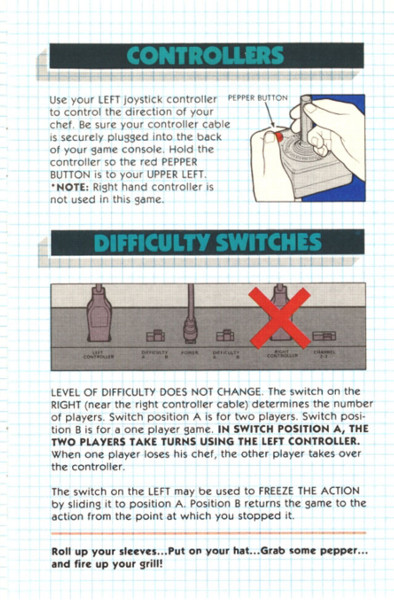 CONTROLLERS
Use your LEFT joystick controller
to control the direction of your
chef. Be sure your controller cable
is securely plugged into the back
of your game console. Hold the
controller so the red PEPPER
BUTTON is to your UPPER LEFT.
*NOTE: Right hand controller is
not used in this game.
PEPPER BUTTON
DIFFICULTY SWITCHES
LEFT
CONTROLLER
DIFFICULTY
A B
POWER
DIFFICULTY
A B
RIGHT
CONTROLLER
CHANNEL
2-3
LEVEL OF DIFFICULTY DOES NOT CHANGE. The switch on the
RIGHT (near the right controller cable) determines the number
of players. Switch position A is for two players. Switch posi-
tion B is for a one player game. IN SWITCH POSITION A, THE
TWO PLAYERS TAKE TURNS USING THE LEFT CONTROLLER.
When one player loses his chef, the other player takes over
the controller.
The switch on the LEFT may be used to FREEZE THE ACTION
by sliding it to position A. Position B returns the game to the
action from the point at which you stopped it.
Roll up your sleeves...Put on your hat...Grab some pepper...
and fire up your grill!